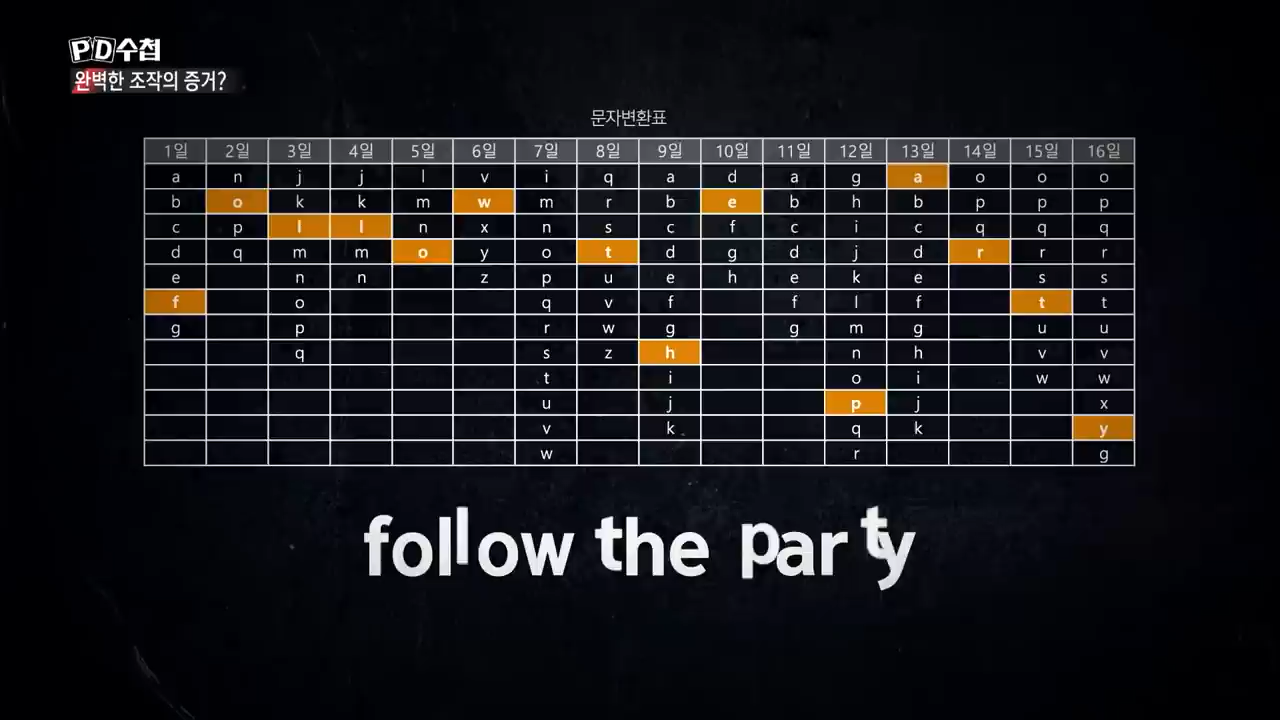 PD수첩
완벽한 조작의 증거?
문자변환표
1일 2일 3일 4일 5일 6일 7일 8일 9일 10일 11일 12일 13일 14일 15일 16일
a n j j l v i q a d a g a o o o
b o k k m w m r b e b h b p p p
c p l l n x n s c f c i c q q q
d q m m o y o t d g d j d r r r
e n n z p u e h e k e s s
f o q v f f l f t t
g p r w g g m g u u
q s z h n h v v
t i o i w w
u j p j x
v k q k y
w r g
follow the party